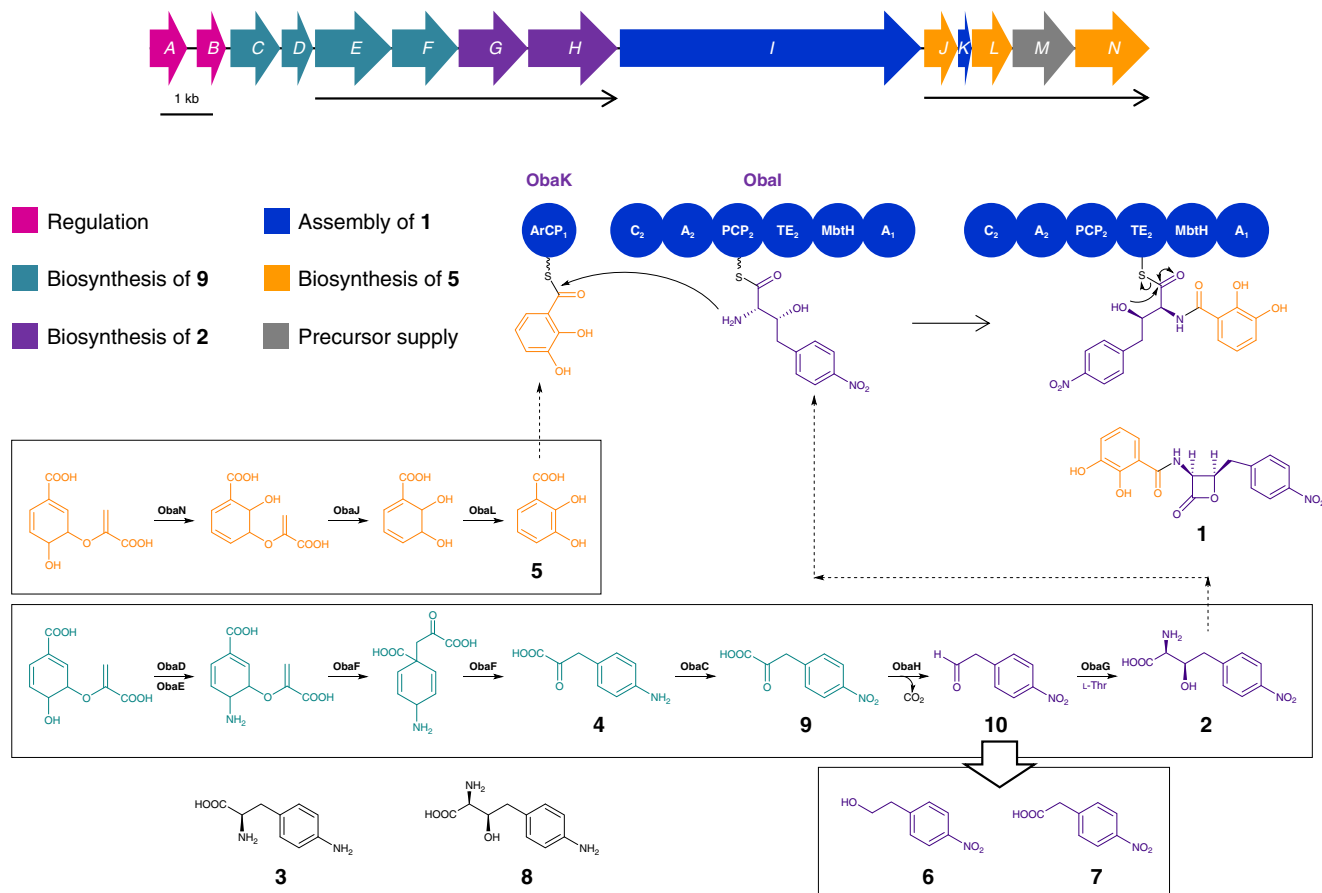 A B C D E F G H I J K L M N
1 kb
ObaK ObaI
Regulation
Assembly of 1
Biosynthesis of 9
Biosynthesis of 5
Biosynthesis of 2
Precursor supply
ArCP1 C2 A2 PCP2 TE2 MbtH A1 C2 A2 PCP2 TE2 MbtH A1
S O OH OH
S O OH H2N NO2
S O HO N H O OH OH O2N
HO OH O H N H H O O NO2
1
COOH O COOH OH
ObaN
COOH OH O COOH
ObaJ
COOH OH OH
ObaL
COOH OH OH
5
COOH O COOH OH
ObaD
ObaE
COOH O COOH NH2
ObaF
O HOOC COOH NH2
ObaF
HOOC O NH2
4
ObaC
HOOC O NO2
9
ObaH
CO2
H O NO2
10
ObaG
L-Thr
NH2 HOOC OH NO2
2
HOOC NH2 NH2
3
NH2 HOOC OH NH2
8
HO NO2
6
HOOC NO2
7